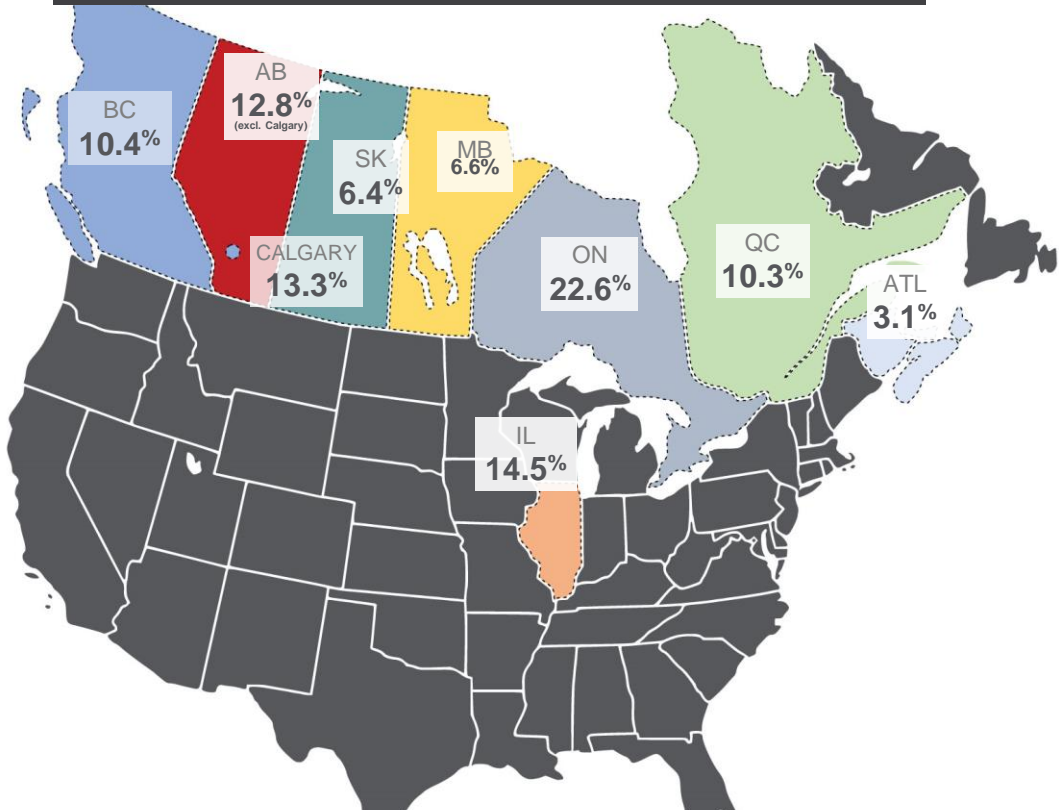 AB
12.8%
(excl. Calgary)
BC
10.4%
SK
6.4%
MB
6.6%
CALGARY
13.3%
ON
22.6%
QC
10.3%
ATL
3.1%
IL
14.5%